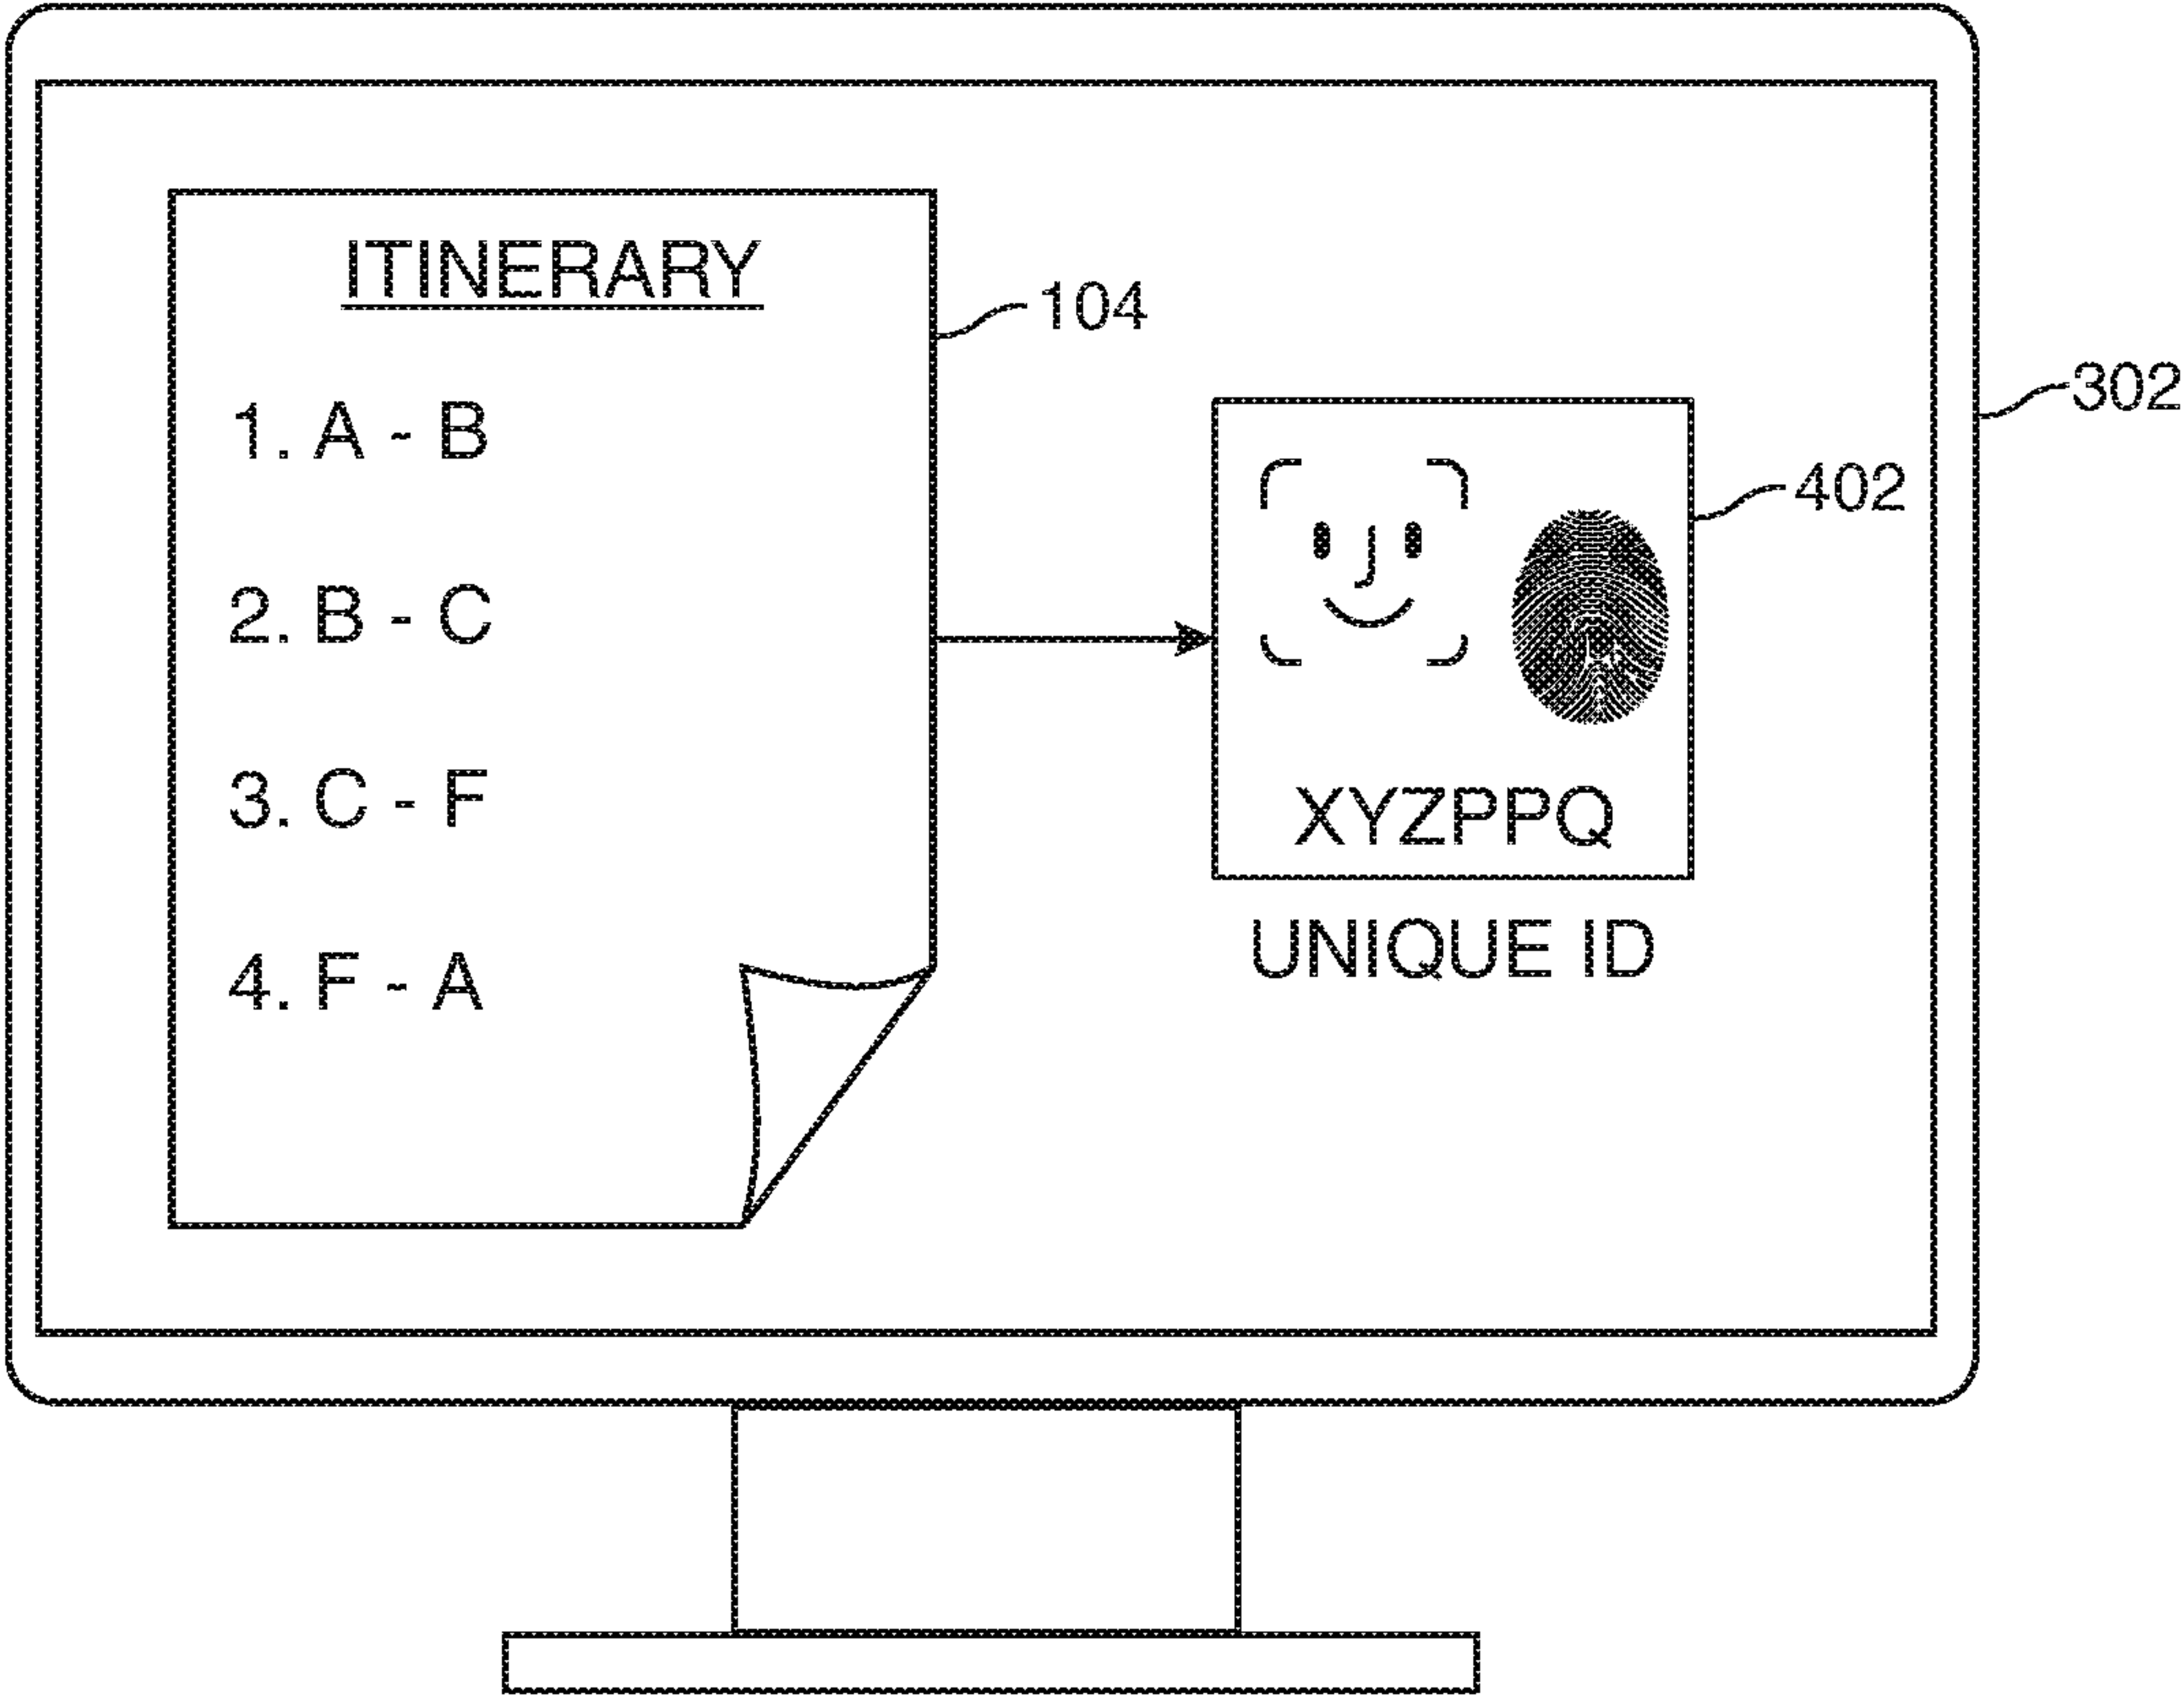 ITINERARY
1. A - B
2. B - C
3. C - F
4. F - A
104
302
402
XYZPPQ
UNIQUE ID